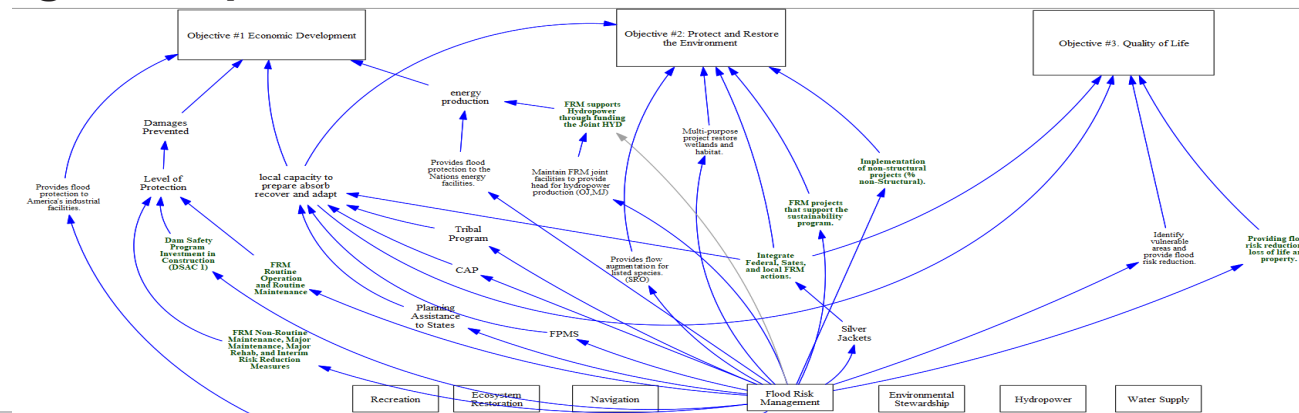 Objective #1 Economic Development
Objective #2: Protect and Restore
the Environment
Objective #3. Quality of Life
energy
production
FRM supports
Hydropower
through funding
the Joint HYD
Damages
Prevented
Multi-purpose
project restore
wetlands and
habitat.
Provides flood
protection to the
Nations energy
facilities.
Maintain FRM joint
facilities to provide
head for hydropower
production (OJ,MJ)
Implementation
of non-structural
projects (%
non-Structural).
Level of
Protection
local capacity to
prepare absorb
recover and adapt
Provides flood
protection to
America's industrial
facilities.
FRM projects
that support the
sustainability
program.
Tribal
Program
Identify
vulnerable
areas and
provide flood
risk reduction.
Providing
risk reduction
loss of life
property.
Dam Safety
Program
Investment in
Construction
(DSAC 1)
FRM
Routine
Operation
and Routine
Maintenance
CAP
Provides flow
augmentation for
listed species.
(SRO)
Integrate
Federal, Sates,
and local FRM
actions.
Planning
Assistance
to States
FPMS
Silver
Jackets
FRM Non-Routine
Maintenance, Major
Maintenance, Major
Rehab, and Interim
Risk Reduction
Measures
Recreation
Ecosystem
Restoration
Navigation
Flood Risk
Management
Environmental
Stewardship
Hydropower
Water Supply